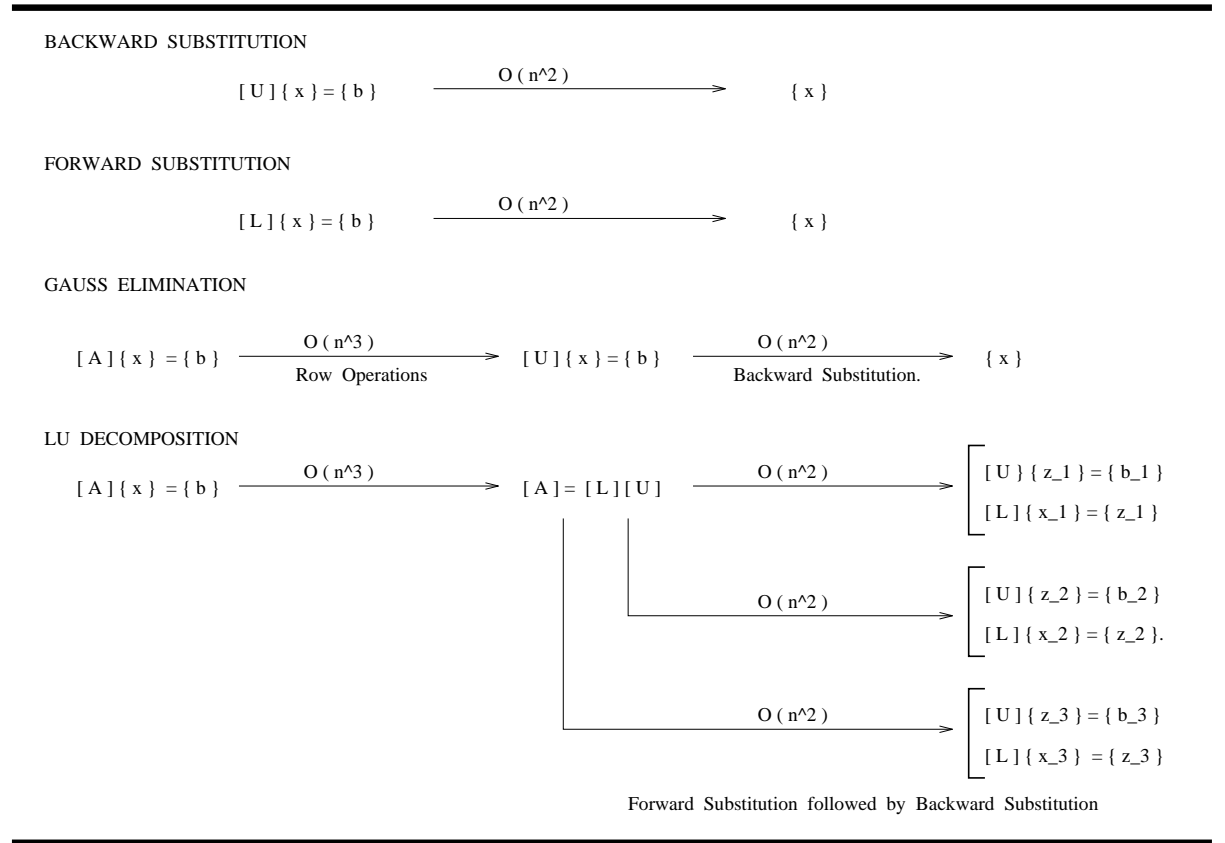 BACKWARD SUBSTITUTION
O ( n^2 )
[ U ] { x } = { b } { x }
FORWARD SUBSTITUTION
O ( n^2 )
[ L ] { x } = { b } { x }
GAUSS ELIMINATION
O ( n^3 ) O ( n^2 )
[ A ] { x } = { b } [ U ] { x } = { b } { x }
Row Operations Backward Substitution.
LU DECOMPOSITION
O ( n^3 ) O ( n^2 ) [ U } { z_1 } = { b_1 }
[ A ] { x } = { b } [ A ] = [ L ] [ U ]
[ L ] { x_1 } = { z_1 }
O ( n^2 ) [ U ] { z_2 } = { b_2 }
[ L ] { x_2 } = { z_2 }.
O ( n^2 ) [ U ] { z_3 } = { b_3 }
[ L ] { x_3 } = { z_3 }
Forward Substitution followed by Backward Substitution